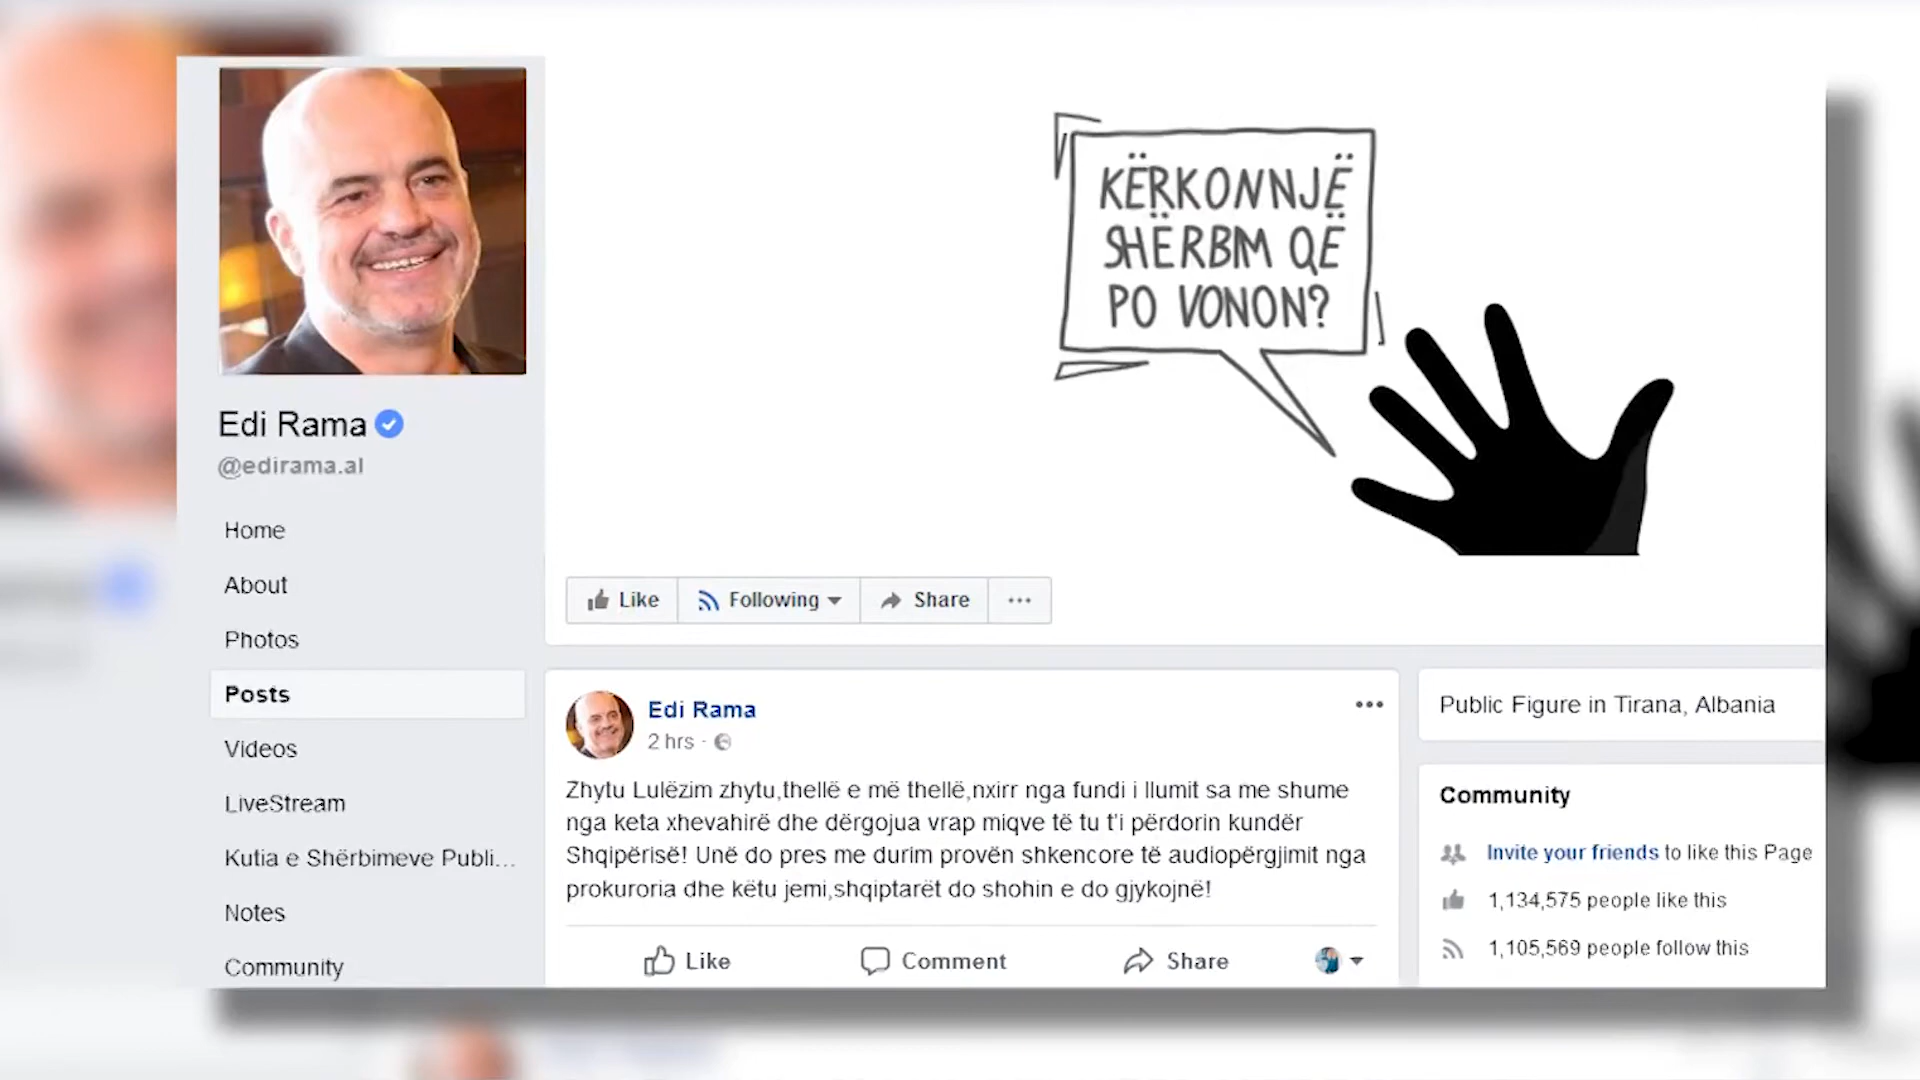 KËRKON NJË
SHËRBIM QË
PO VONON?
Edi Rama
@edirama.al
Home
About
Photos
Posts
Videos
LiveStream
Kutia e Shërbimeve Publi...
Notes
Community
Like
Following
Share
Edi Rama
2 hrs ·
Zhytu Lulëzim zhytu,thellë e më thellë,nxirr nga fundi i llumit sa me shume
nga keta xhevahirë dhe dërgojua vrap miqve të tu t'i përdorin kundër
Shqipërisë! Unë do pres me durim provën shkencore të audiopërgjimit nga
prokuroria dhe këtu jemi,shqiptarët do shohin e do gjykojnë!
Like
Comment
Share
Public Figure in Tirana, Albania
Community
Invite your friends to like this Page
1,134,575 people like this
1,105,569 people follow this